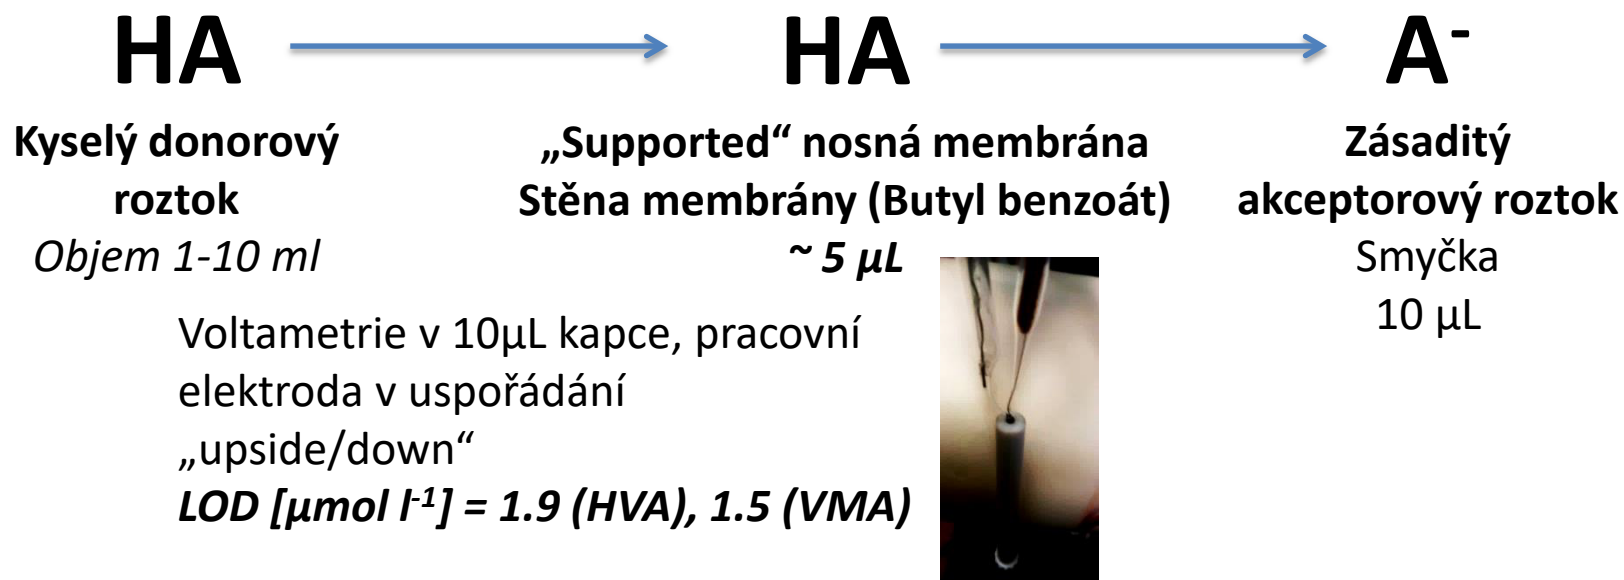 HA
HA
A⁻
Kyselý donorový
roztok
Objem 1-10 ml
„Supported“ nosná membrána
Stěna membrány (Butyl benzoát)
~ 5 µL
Zásaditý
akceptorový roztok
Smyčka
10 µL
Voltametrie v 10µL kapce, pracovní
elektroda v uspořádání
„upside/down“
LOD [µmol l⁻¹] = 1.9 (HVA), 1.5 (VMA)